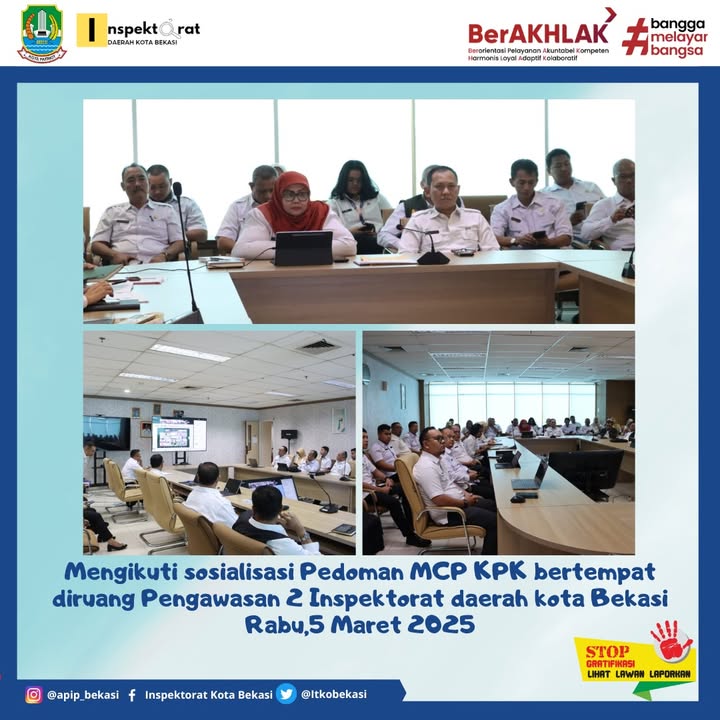 KOTA PATRIOT
Inspektorat
DAERAH KOTA BEKASI
BerAKHLAK
Berorientasi Pelayanan Akuntabel Kompeten
Harmonis Loyal Adaptif Kolaboratif
#bangga
melayani
bangsa
Mengikuti sosialisasi Pedoman MCP KPK bertempat
diruang Pengawasan 2 Inspektorat daerah kota Bekasi
Rabu,5 Maret 2025
STOP
GRATIFIKASI
LIHAT LAWAN LAPORKAN
@apip_bekasi
Inspektorat Kota Bekasi
@Itkobekasi